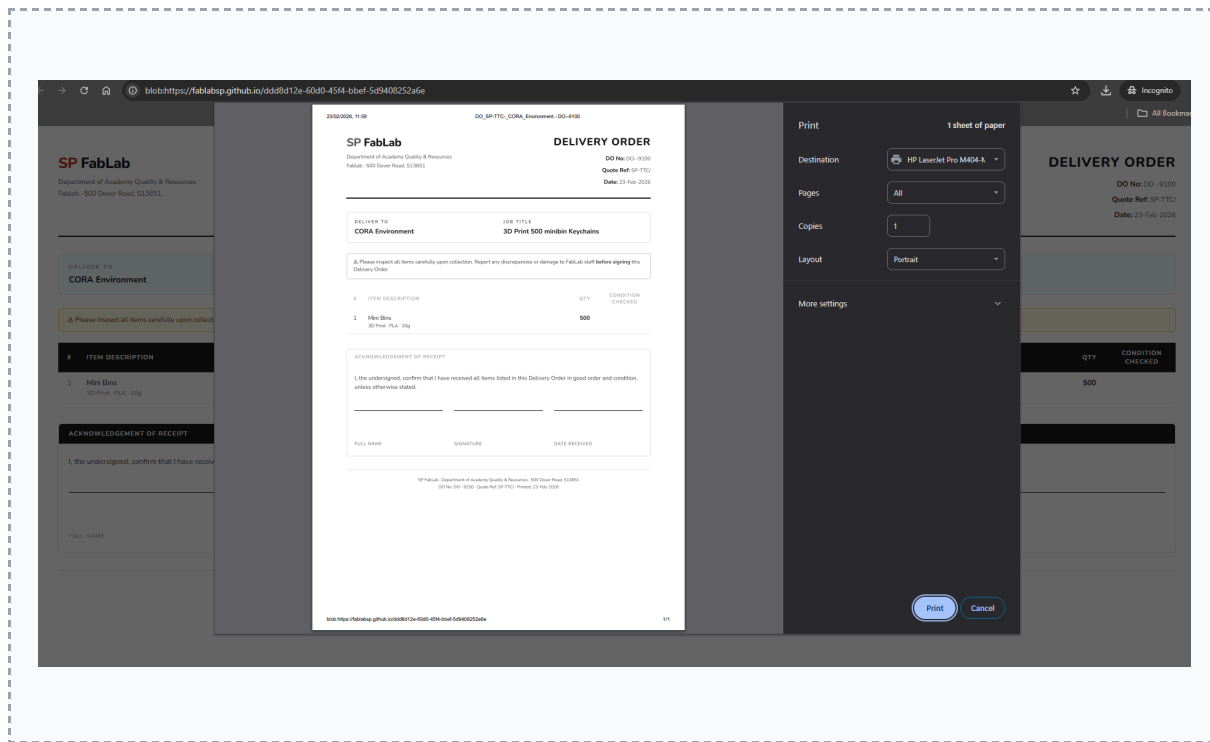 blob:https://fablabsp.github.io/ddd8d12e-60d0-45f4-bbef-5d9408252a6e
Incognito
All Bookmar
SP FabLab
Department of Academy Quality & Resources
Fablab · 500 Dover Road, S13651
DELIVER TO
CORA Environment
⚠ Please inspect all items carefully upon collect
# ITEM DESCRIPTION
1 Mini Bins
3D Print · PLA · 10g
ACKNOWLEDGEMENT OF RECEIPT
I, the undersigned, confirm that I have receiv
FULL NAME
23/02/2026, 11:59 DO_SP-TTC-_CORA_Environment - DO--9100
SP FabLab DELIVERY ORDER
Department of Academy Quality & Resources
Fablab · 500 Dover Road, S13651
DO No: DO--9100
Quote Ref: SP-TTC/
Date: 23-Feb-2026
DELIVER TO JOB TITLE
CORA Environment 3D Print 500 minibin Keychains
⚠ Please inspect all items carefully upon collection. Report any discrepancies or damage to FabLab staff before signing this
Delivery Order.
# ITEM DESCRIPTION QTY CONDITION
CHECKED
1 Mini Bins 500
3D Print · PLA · 10g
ACKNOWLEDGEMENT OF RECEIPT
I, the undersigned, confirm that I have received all items listed in this Delivery Order in good order and condition,
unless otherwise stated.
FULL NAME SIGNATURE DATE RECEIVED
SP FabLab · Department of Academy Quality & Resources · 500 Dover Road, S13651
DO No: DO--9100 · Quote Ref: SP-TTC/ · Printed: 23-Feb-2026
blob:https://fablabsp.github.io/ddd8d12e-60d0-45f4-bbef-5d9408252a6e 1/1
Print 1 sheet of paper
Destination HP LaserJet Pro M404-M
Pages All
Copies 1
Layout Portrait
More settings
Print Cancel
DELIVERY ORDER
DO No: DO--9100
Quote Ref: SP-TTC/
Date: 23-Feb-2026
QTY CONDITION
CHECKED
500